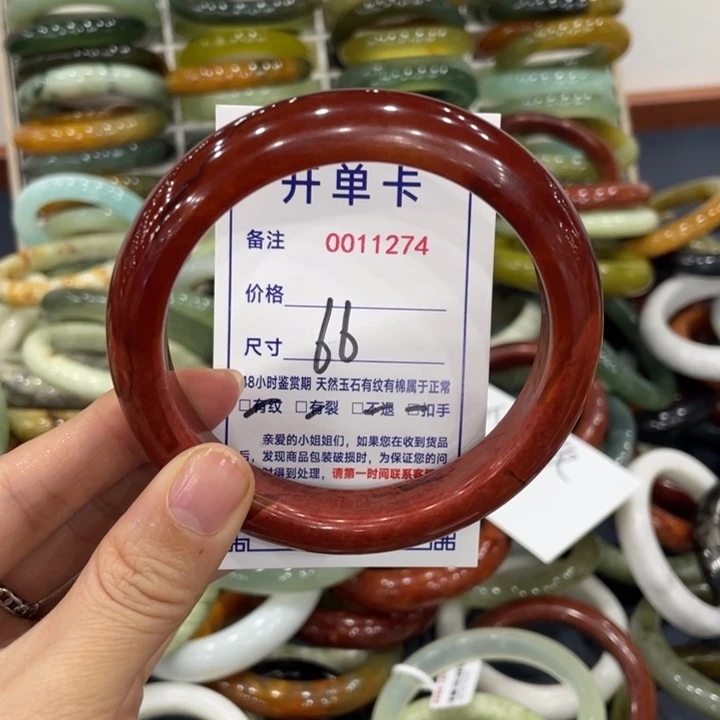 开单卡
备注 0011274
价格
尺寸 66
48小时鉴赏期 天然玉石有纹有棉属于正常
□有纹 □有裂 □不退 □扣手
亲爱的小姐姐们，如果您在收到货品
后，发现商品包装破损时，为保证您的问
时得到处理，请第一时间联系客服